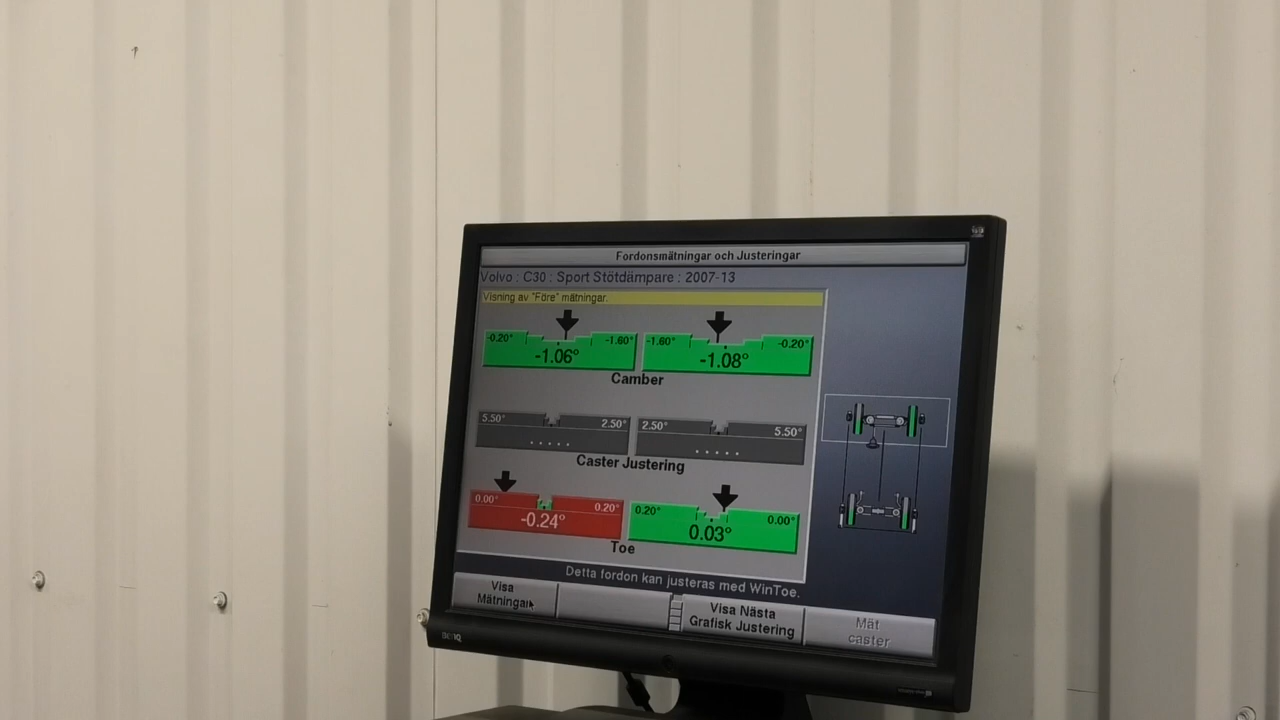 Fordonsmätningar och Justeringar
Volvo : C30 : Sport Stötdämpare : 2007-13
Visning av "Före" mätningar.
-0.20° -1.60° -1.60° -0.20°
-1.06° -1.08°
Camber
5.50° 2.50° 2.50° 5.50°
Caster Justering
0.00° 0.20° 0.20° 0.00°
-0.24° 0.03°
Toe
Detta fordon kan justeras med WinToe.
Visa
Mätningar
Visa Nästa
Grafisk Justering
Mät
caster
BenQ